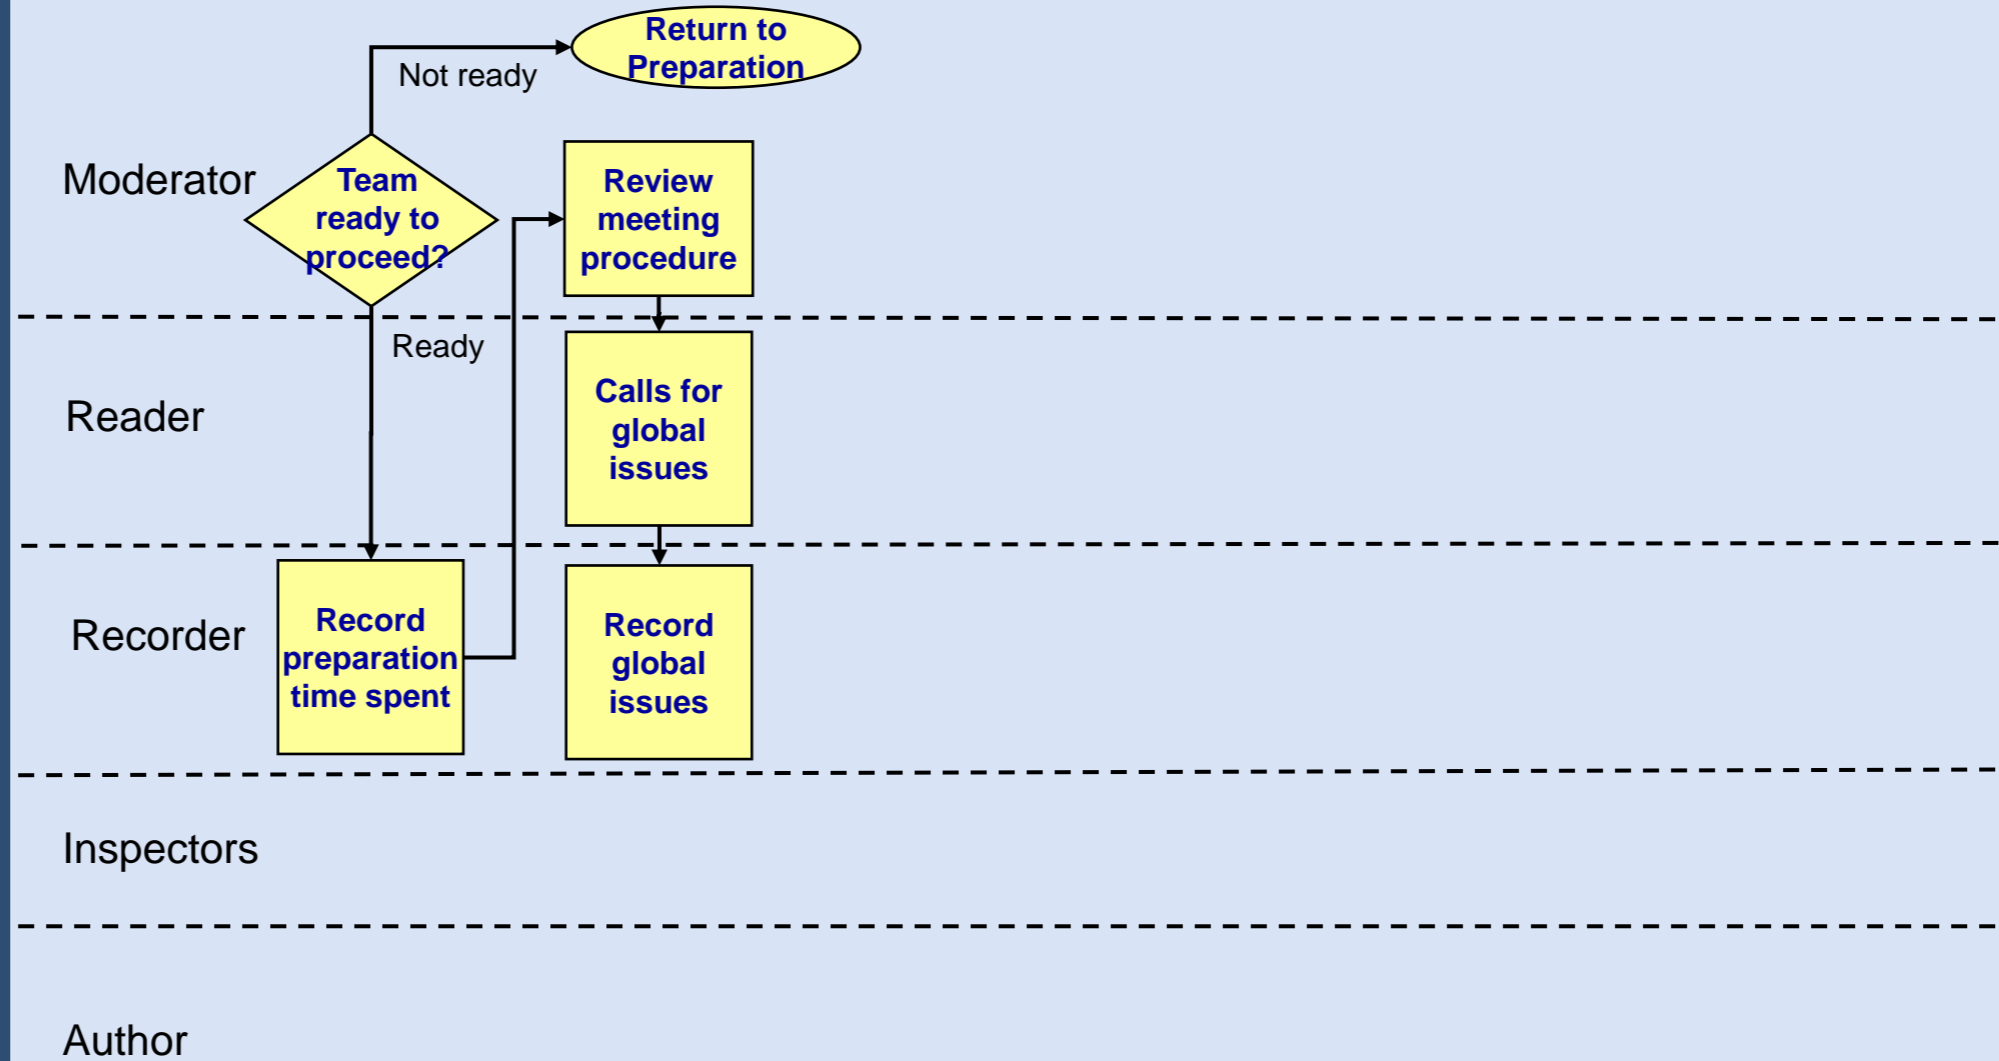 Return to
Preparation
Not ready
Moderator
Team
ready to
proceed?
Review
meeting
procedure
Ready
Reader
Calls for
global
issues
Recorder
Record
preparation
time spent
Record
global
issues
Inspectors
Author